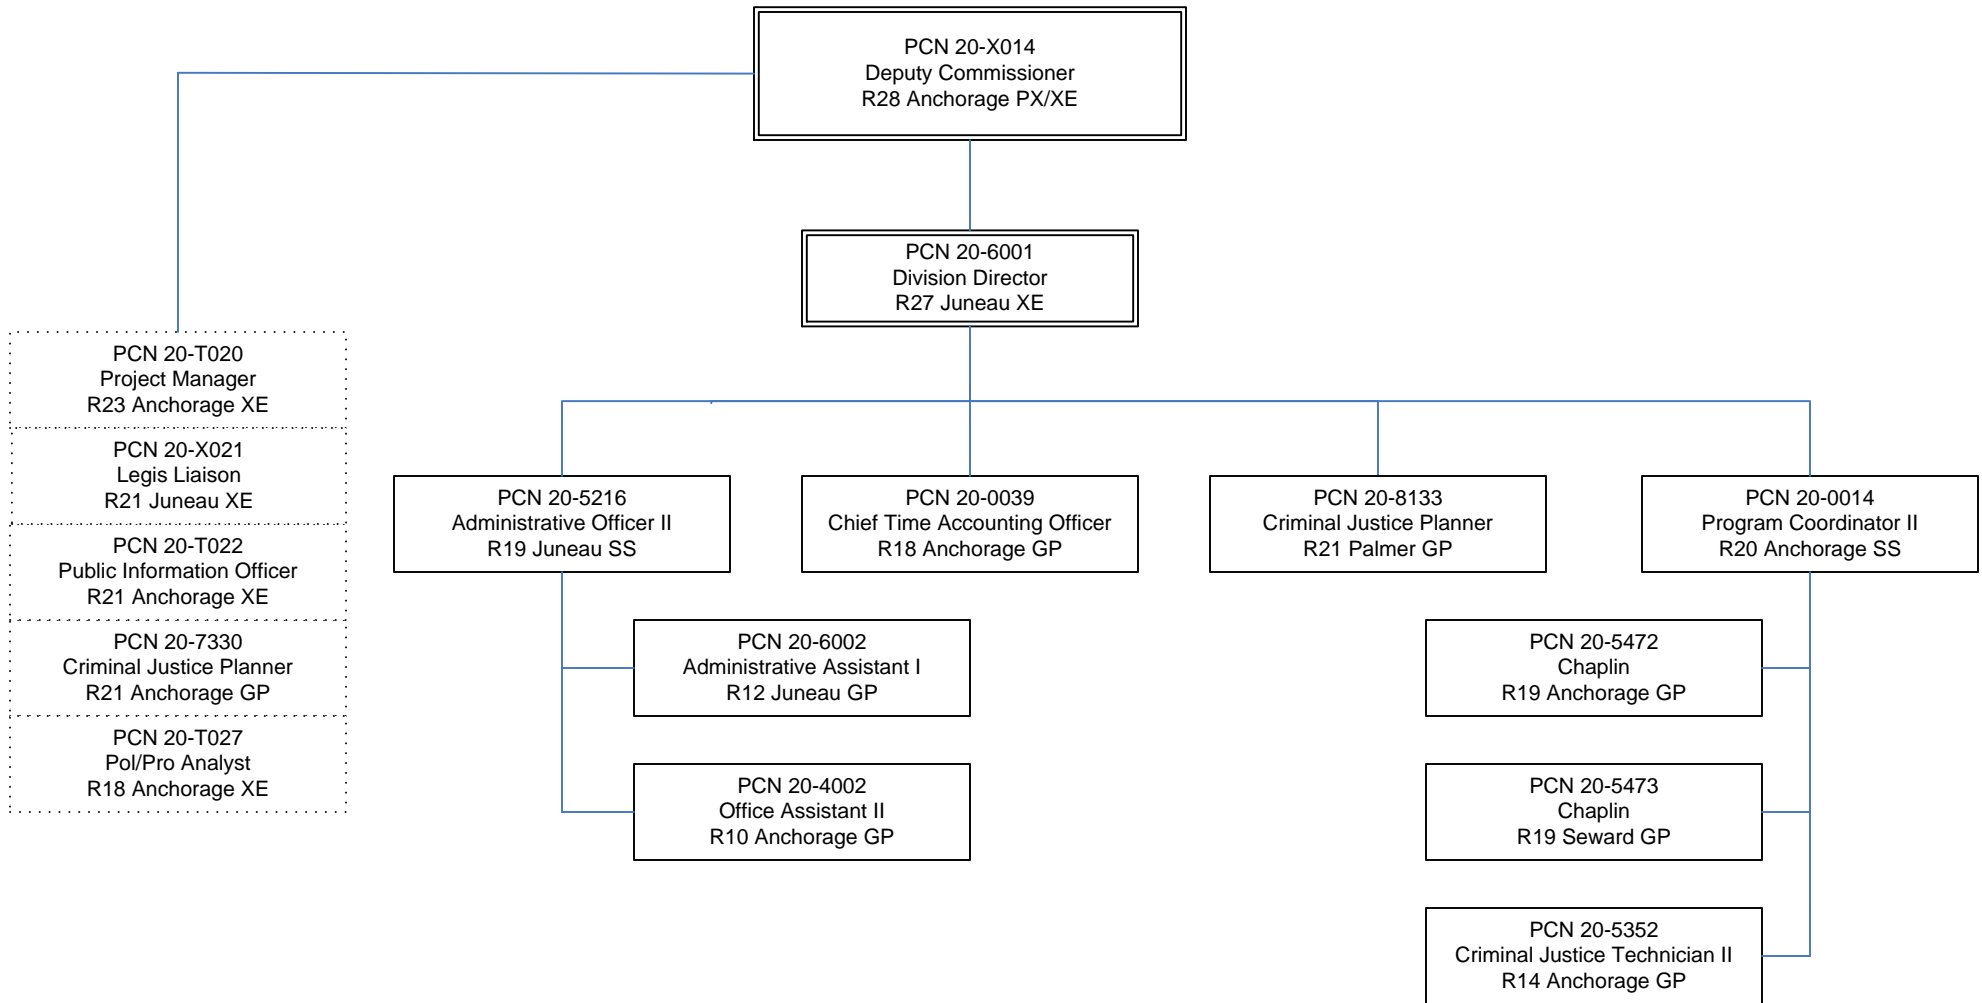 PCN 20-X014
Deputy Commissioner
R28 Anchorage PX/XE
PCN 20-6001
Division Director
R27 Juneau XE
PCN 20-T020
Project Manager
R23 Anchorage XE
PCN 20-X021
Legis Liaison
R21 Juneau XE
PCN 20-T022
Public Information Officer
R21 Anchorage XE
PCN 20-7330
Criminal Justice Planner
R21 Anchorage GP
PCN 20-T027
Pol/Pro Analyst
R18 Anchorage XE
PCN 20-5216
Administrative Officer II
R19 Juneau SS
PCN 20-0039
Chief Time Accounting Officer
R18 Anchorage GP
PCN 20-8133
Criminal Justice Planner
R21 Palmer GP
PCN 20-0014
Program Coordinator II
R20 Anchorage SS
PCN 20-6002
Administrative Assistant I
R12 Juneau GP
PCN 20-4002
Office Assistant II
R10 Anchorage GP
PCN 20-5472
Chaplin
R19 Anchorage GP
PCN 20-5473
Chaplin
R19 Seward GP
PCN 20-5352
Criminal Justice Technician II
R14 Anchorage GP